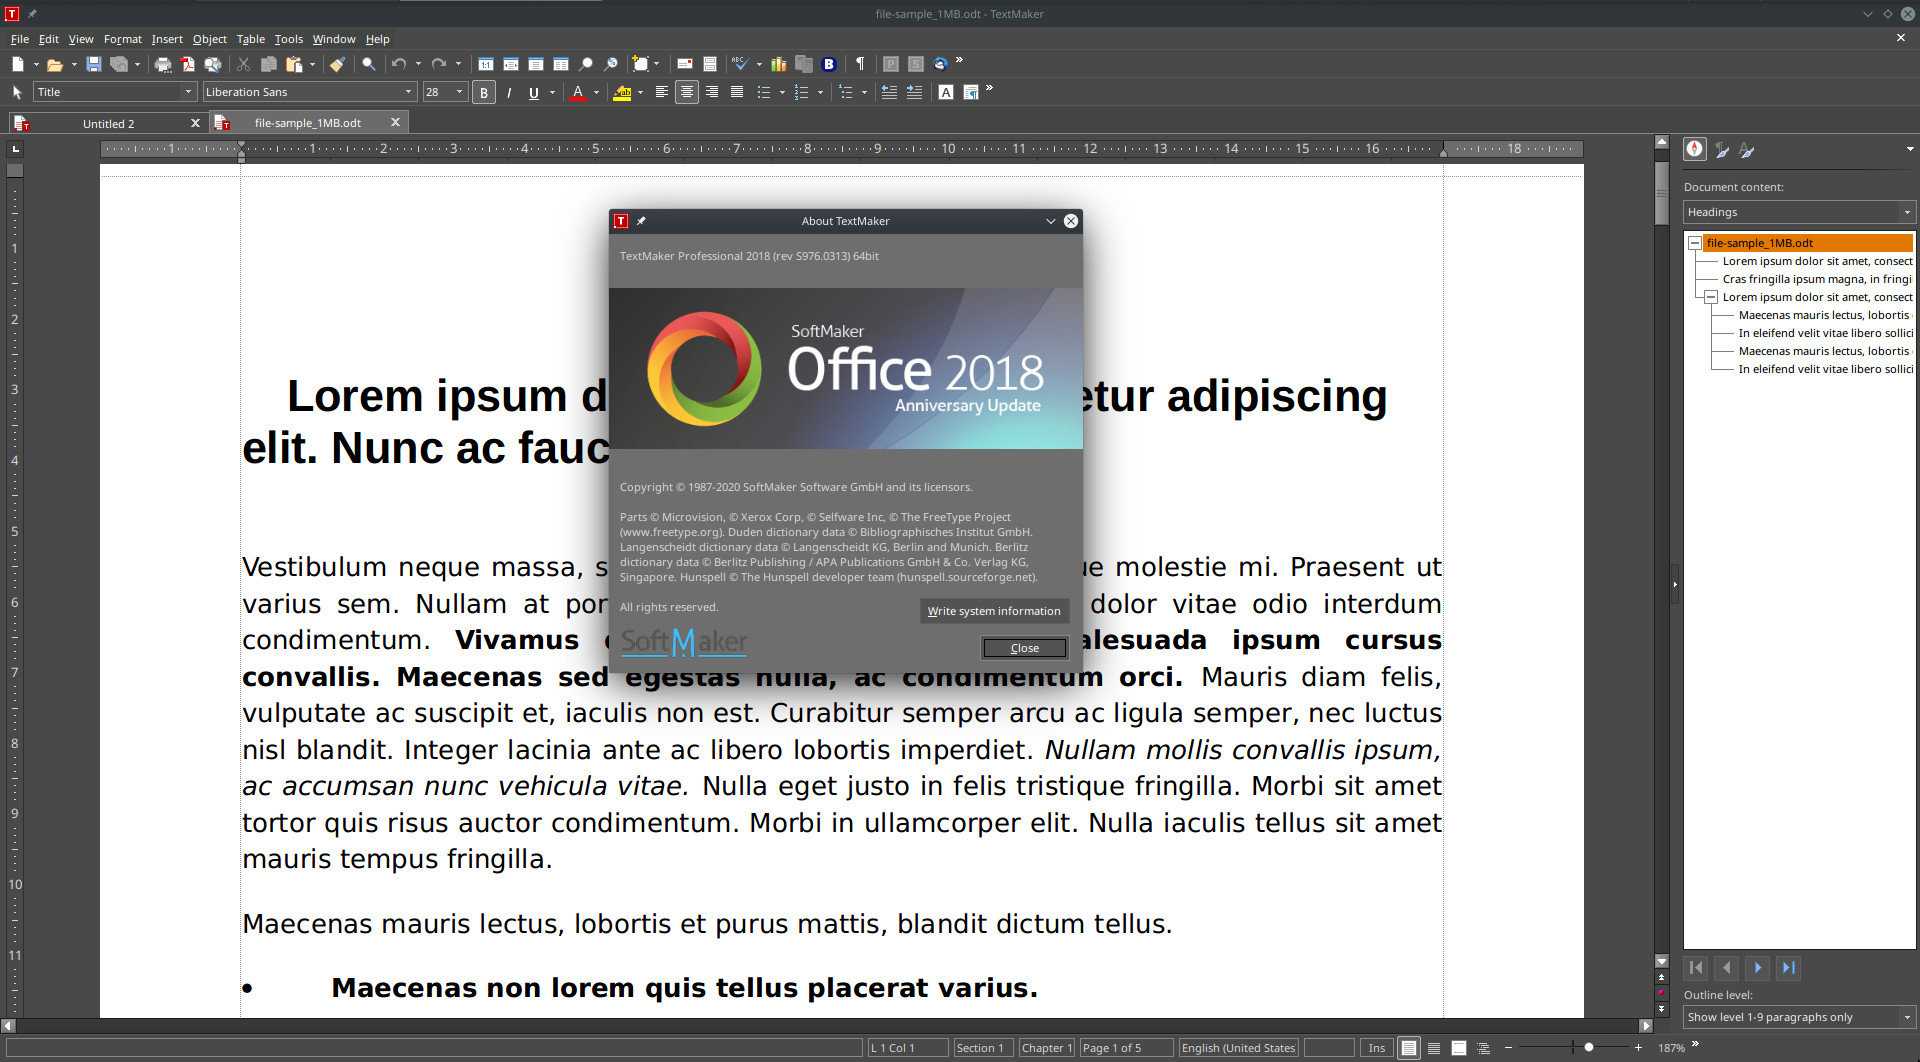 file-sample_1MB.odt - TextMaker
File Edit View Format Insert Object Table Tools Window Help
Title Liberation Sans 28 B I U A
Untitled 2 file-sample_1MB.odt
1 1 2 3 4 5 6 7 8 9 10 11 12 13 14 15 16 18
Document content:
Headings
file-sample_1MB.odt
Lorem ipsum dolor sit amet, consect
Cras fringilla ipsum magna, in fringi
Lorem ipsum dolor sit amet, consect
Maecenas mauris lectus, lobortis
In eleifend velit vitae libero sollici
Maecenas mauris lectus, lobortis
In eleifend velit vitae libero sollici
About TextMaker
TextMaker Professional 2018 (rev S976.0313) 64bit
SoftMaker
Office 2018
Anniversary Update
Copyright © 1987-2020 SoftMaker Software GmbH and its licensors.
Parts © Microvision, © Xerox Corp, © Selfware Inc, © The FreeType Project
(www.freetype.org). Duden dictionary data © Bibliographisches Institut GmbH.
Langenscheidt dictionary data © Langenscheidt KG, Berlin and Munich. Berlitz
dictionary data © Berlitz Publishing / APA Publications GmbH & Co. Verlag KG,
Singapore. Hunspell © The Hunspell developer team (hunspell.sourceforge.net).
All rights reserved.
Write system information
SoftMaker
Close
Lorem ipsum d etur adipiscing
elit. Nunc ac fauc
Vestibulum neque massa, s ue molestie mi. Praesent ut
varius sem. Nullam at por dolor vitae odio interdum
condimentum. Vivamus alesuada ipsum cursus
convallis. Maecenas sed egestas nulla, ac condimentum orci. Mauris diam felis,
vulputate ac suscipit et, iaculis non est. Curabitur semper arcu ac ligula semper, nec luctus
nisl blandit. Integer lacinia ante ac libero lobortis imperdiet. Nullam mollis convallis ipsum,
ac accumsan nunc vehicula vitae. Nulla eget justo in felis tristique fringilla. Morbi sit amet
tortor quis risus auctor condimentum. Morbi in ullamcorper elit. Nulla iaculis tellus sit amet
mauris tempus fringilla.
Maecenas mauris lectus, lobortis et purus mattis, blandit dictum tellus.
• Maecenas non lorem quis tellus placerat varius.
1
2
3
4
5
6
7
8
9
10
11
Outline level:
Show level 1-9 paragraphs only
L 1 Col 1 Section 1 Chapter 1 Page 1 of 5 English (United States Ins 187%